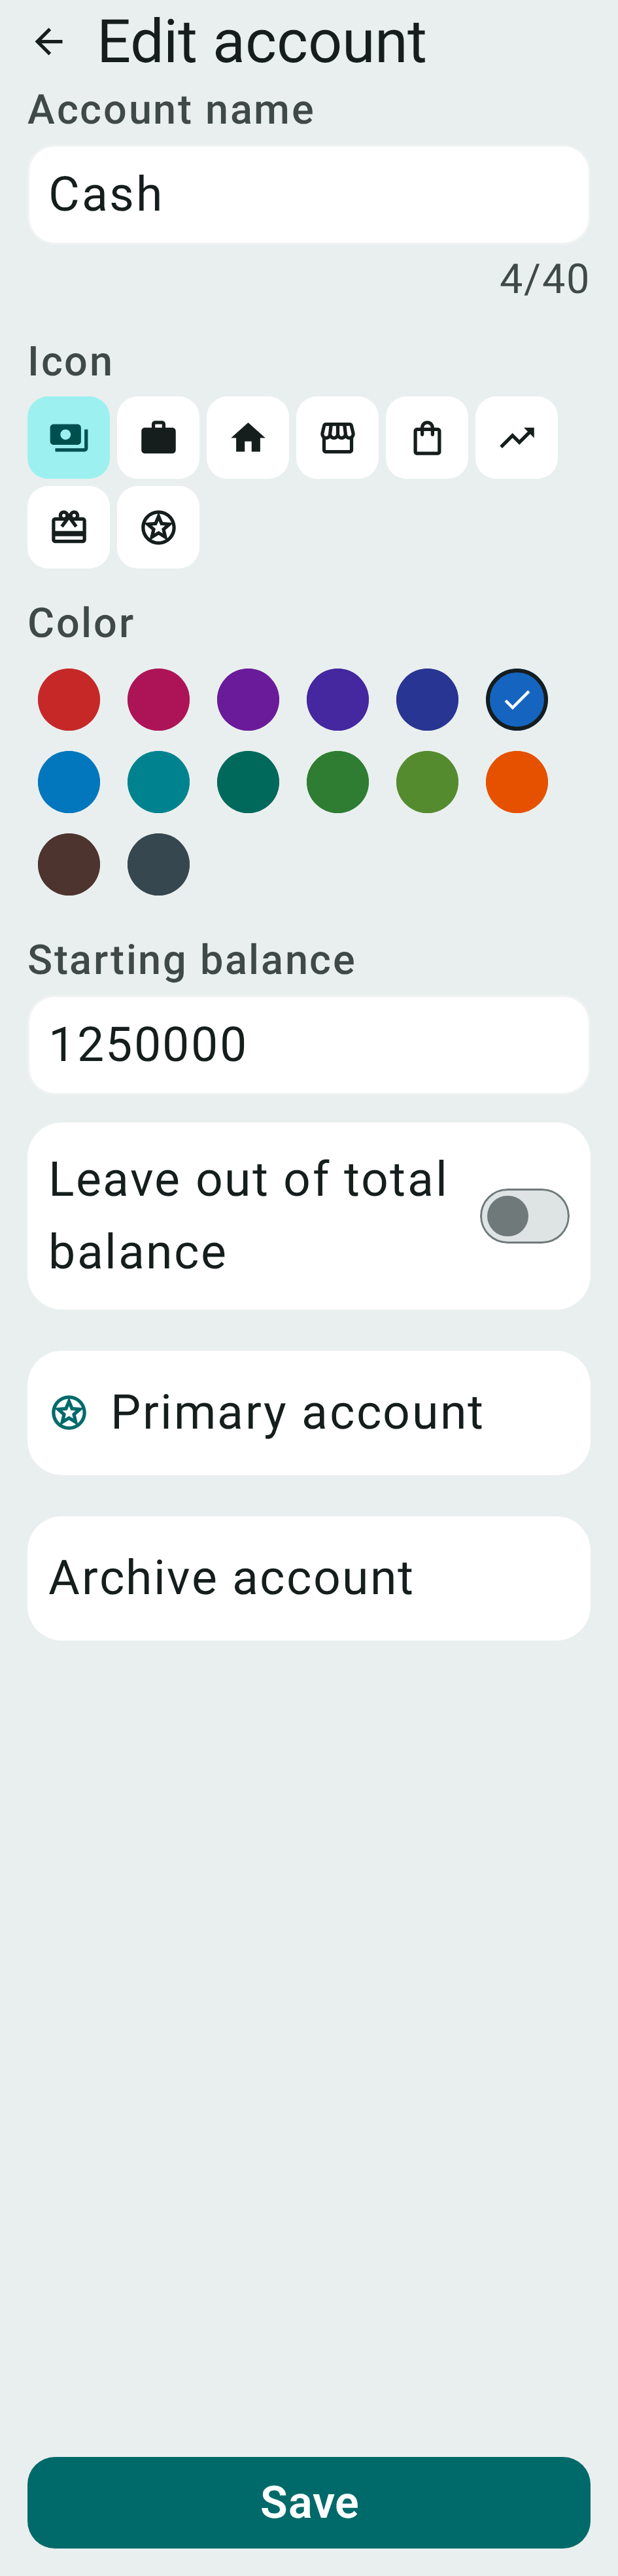 Edit account
Account name
Cash
4/40
Icon
Color
Starting balance
1250000
Leave out of total
balance
Primary account
Archive account
Save